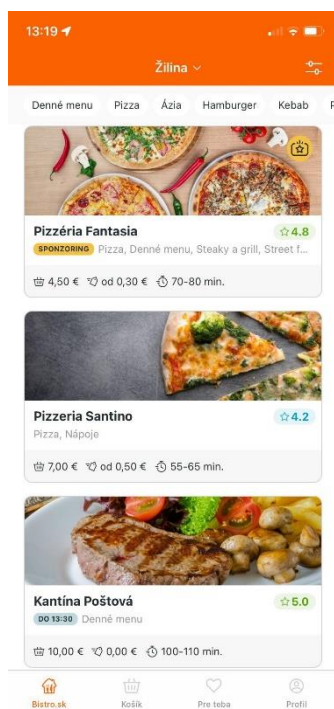 13:19
Žilina
Denné menu Pizza Ázia Hamburger Kebab
Pizzéria Fantasia 4.8
SPONZORING Pizza, Denné menu, Steaky a grill, Street f...
4,50 € od 0,30 € 70-80 min.
Pizzeria Santino 4.2
Pizza, Nápoje
7,00 € od 0,50 € 55-65 min.
Kantína Poštová 5.0
DO 13:30 Denné menu
10,00 € 0,00 € 100-110 min.
Bistro.sk Košík Pre teba Profil